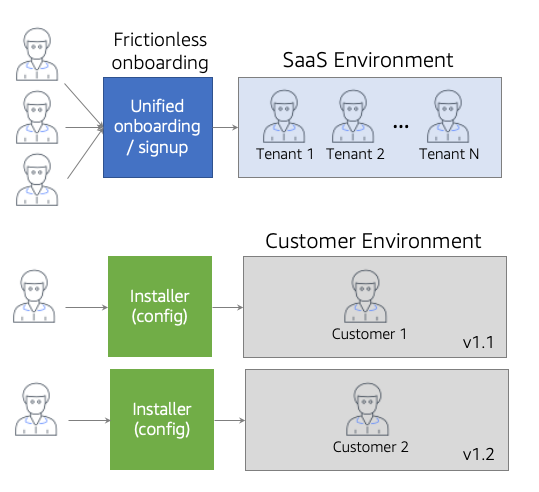 Frictionless
onboarding
SaaS Environment
Unified
onboarding
/ signup
Tenant 1
Tenant 2
...
Tenant N
Customer Environment
Installer
(config)
Customer 1
v1.1
Installer
(config)
Customer 2
v1.2